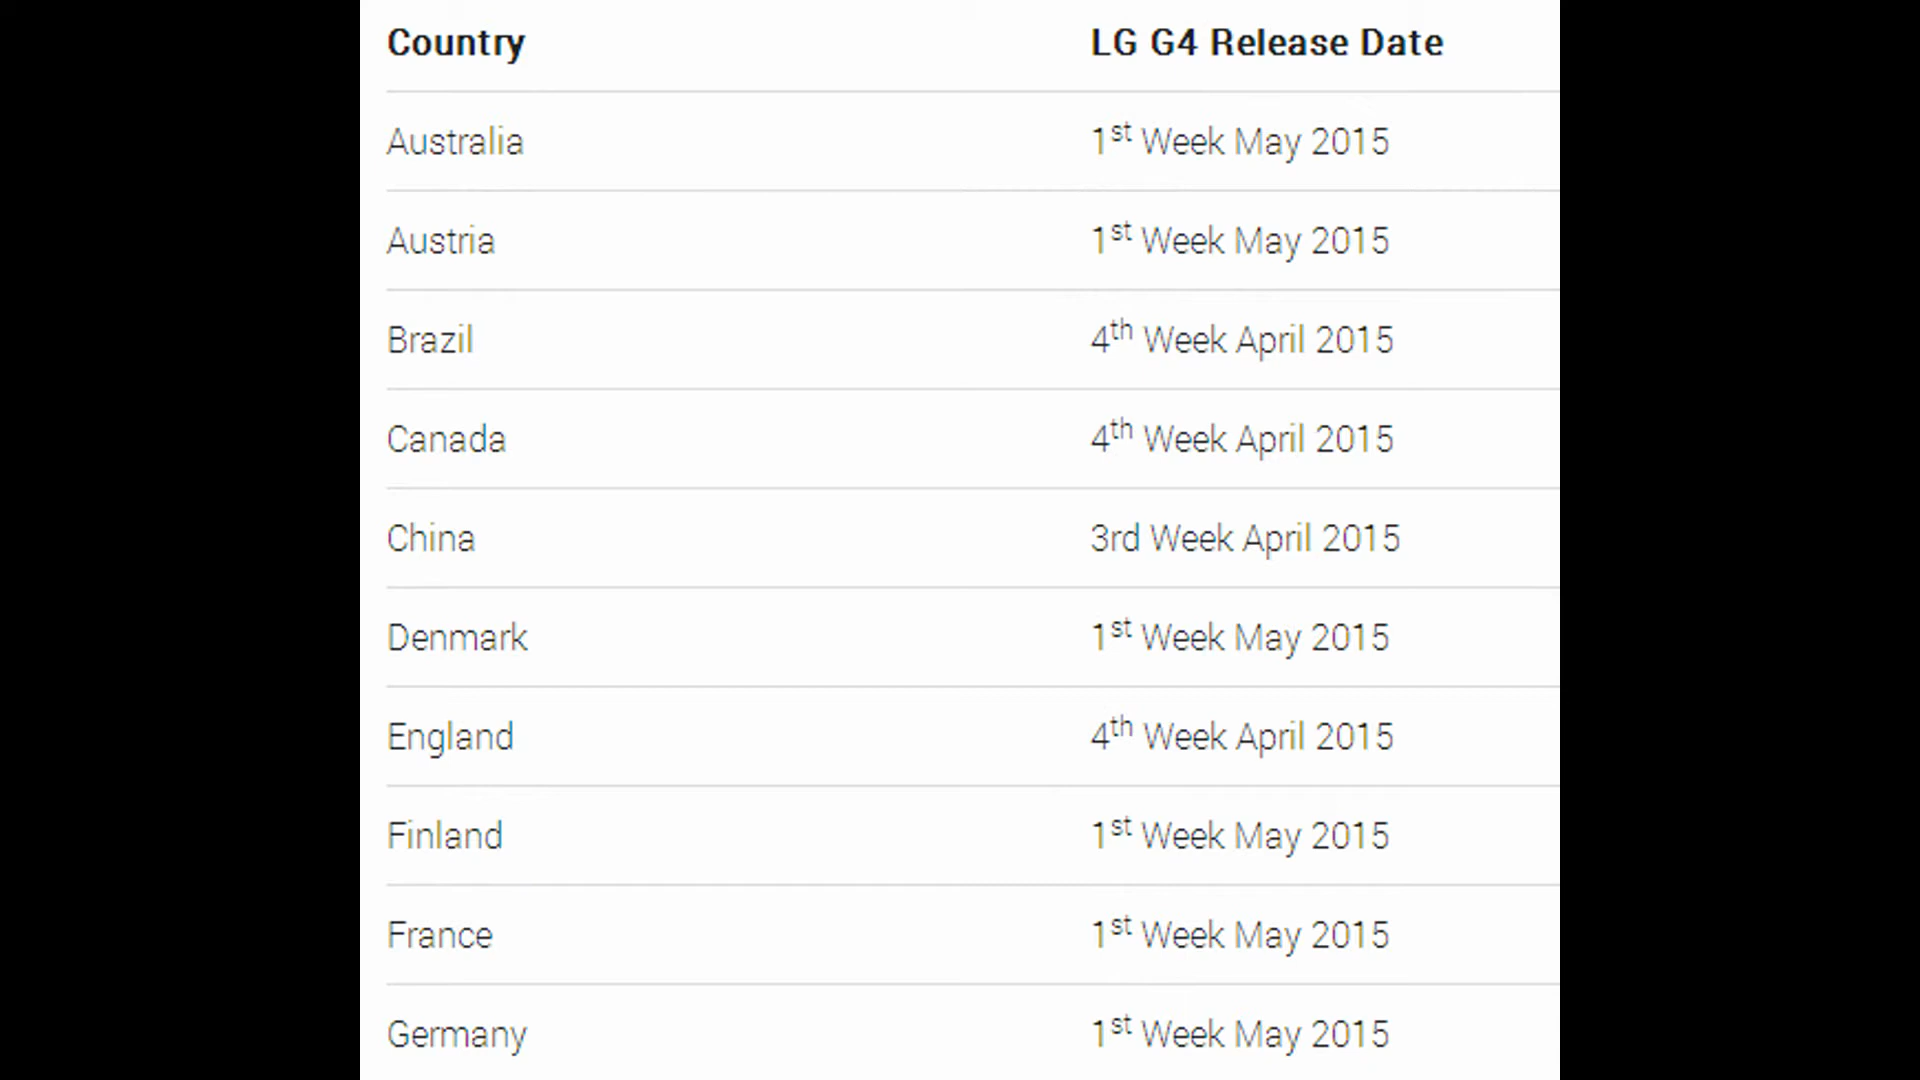 Country LG G4 Release Date
Australia 1st Week May 2015
Austria 1st Week May 2015
Brazil 4th Week April 2015
Canada 4th Week April 2015
China 3rd Week April 2015
Denmark 1st Week May 2015
England 4th Week April 2015
Finland 1st Week May 2015
France 1st Week May 2015
Germany 1st Week May 2015